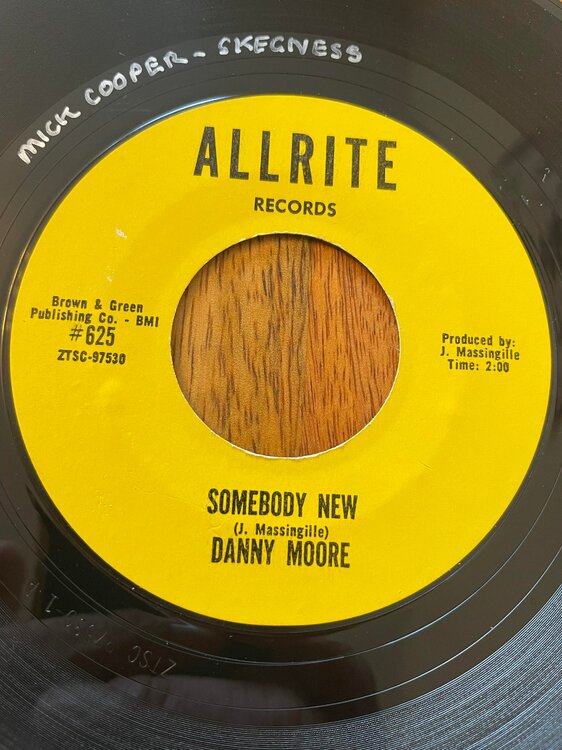 MICK COOPER - SKEGNESS
ALLRITE
RECORDS
Brown & Green
Publishing Co. - BMI
#625
ZTSC-97530
Produced by:
J. Massingille
Time: 2:00
SOMEBODY NEW
(J. Massingille)
DANNY MOORE
ZTSC